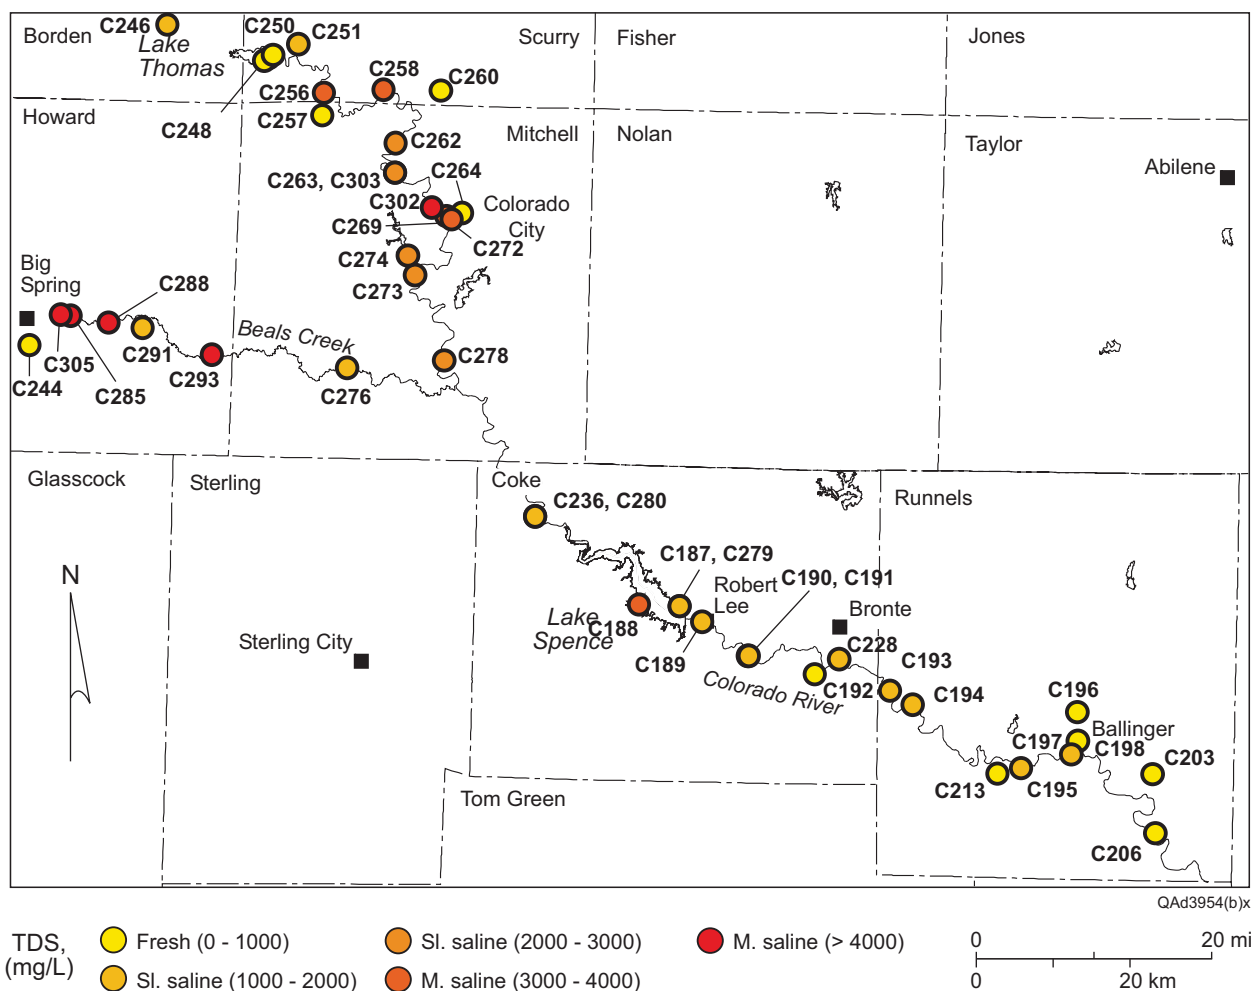 Borden
C246
Lake
Thomas
C250
C251
Scurry
Fisher
Jones
C258
C260
C256
C257
Howard
C248
Mitchell
Nolan
Taylor
C262
Abilene
C263, C303
C264
C302
Colorado
City
C269
C272
C274
C273
Big
Spring
C288
Beals Creek
C291
C305
C244
C285
C293
C276
C278
Glasscock
Sterling
Coke
Runnels
C236, C280
N
C187, C279
C190, C191
Robert
Lee
Bronte
Lake
Spence
C188
Sterling City
C189
C228
C193
C192
Colorado River
C194
C196
Ballinger
C197
C198
C203
C213
C195
Tom Green
C206
QAd3954(b)x
TDS,
(mg/L)
Fresh (0 - 1000)
Sl. saline (1000 - 2000)
Sl. saline (2000 - 3000)
M. saline (3000 - 4000)
M. saline (> 4000)
0
20 mi
0
20 km